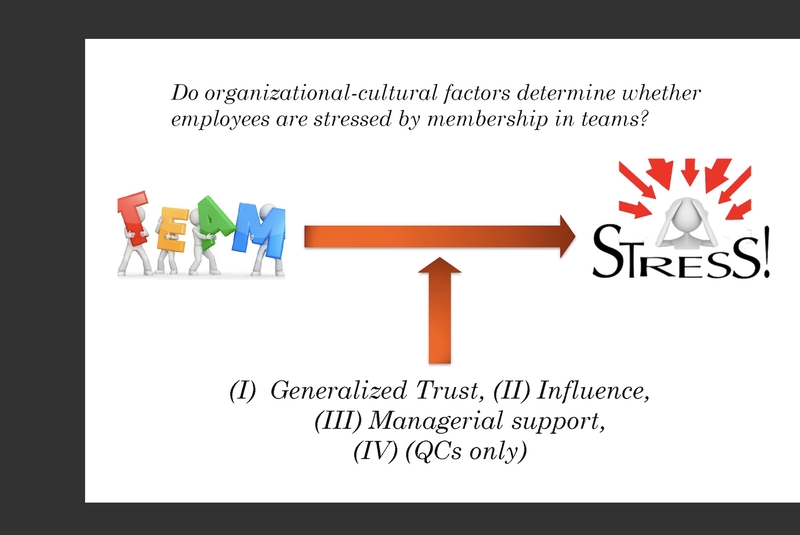 Do organizational-cultural factors determine whether
employees are stressed by membership in teams?
TEAM
STRESS!
(I) Generalized Trust, (II) Influence,
(III) Managerial support,
(IV) (QCs only)